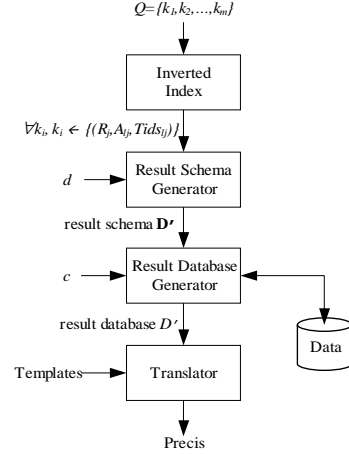 Q={k₁,k₂,...,kₘ}
Inverted
Index
∀kᵢ, kᵢ ← {(Rⱼ,Aₗⱼ,Tidsₗⱼ)}
d
Result Schema
Generator
result schema D′
c
Result Database
Generator
result database D′
Data
Templates
Translator
Precis